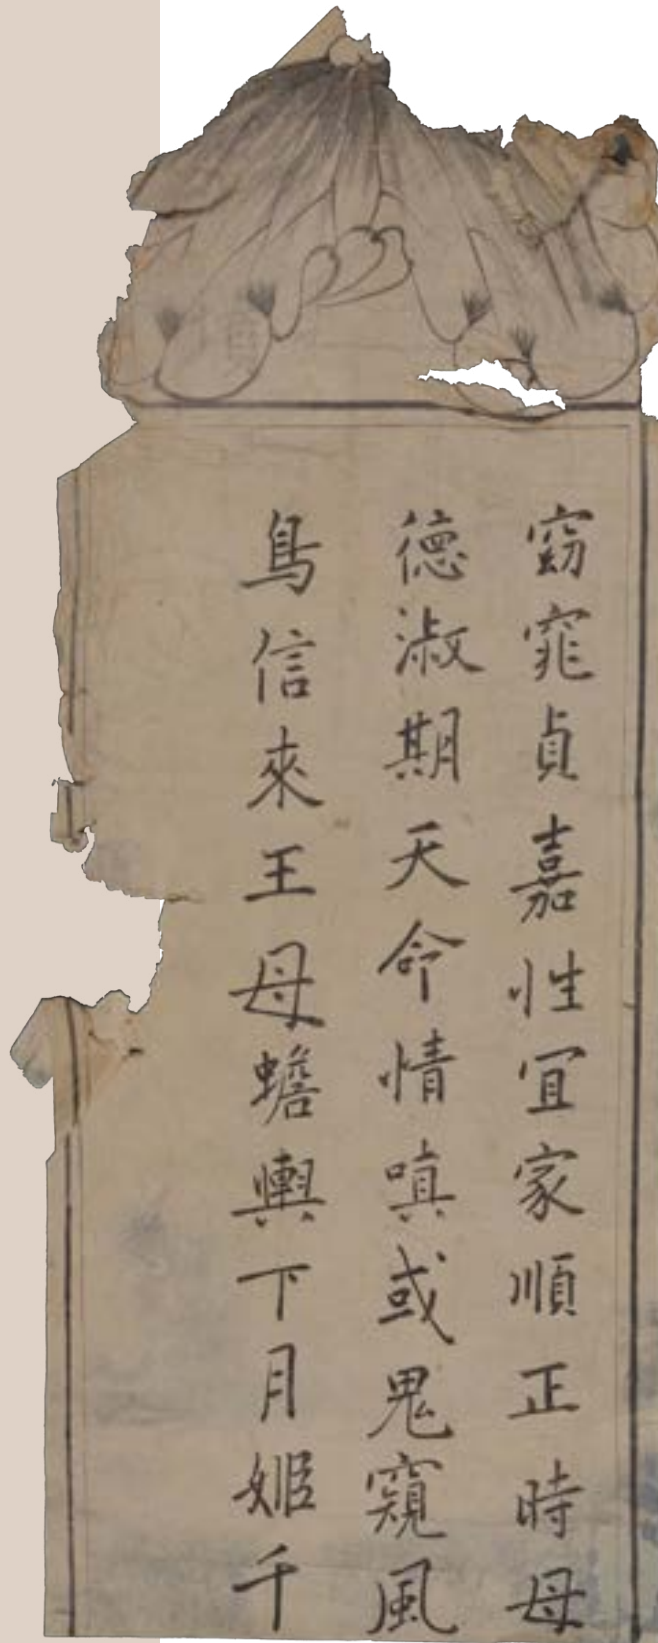 窈窕貞嘉性宜家順正時母
德淑期天命情嗔或鬼窺風
鳥信來王母蟾輿下月姬千